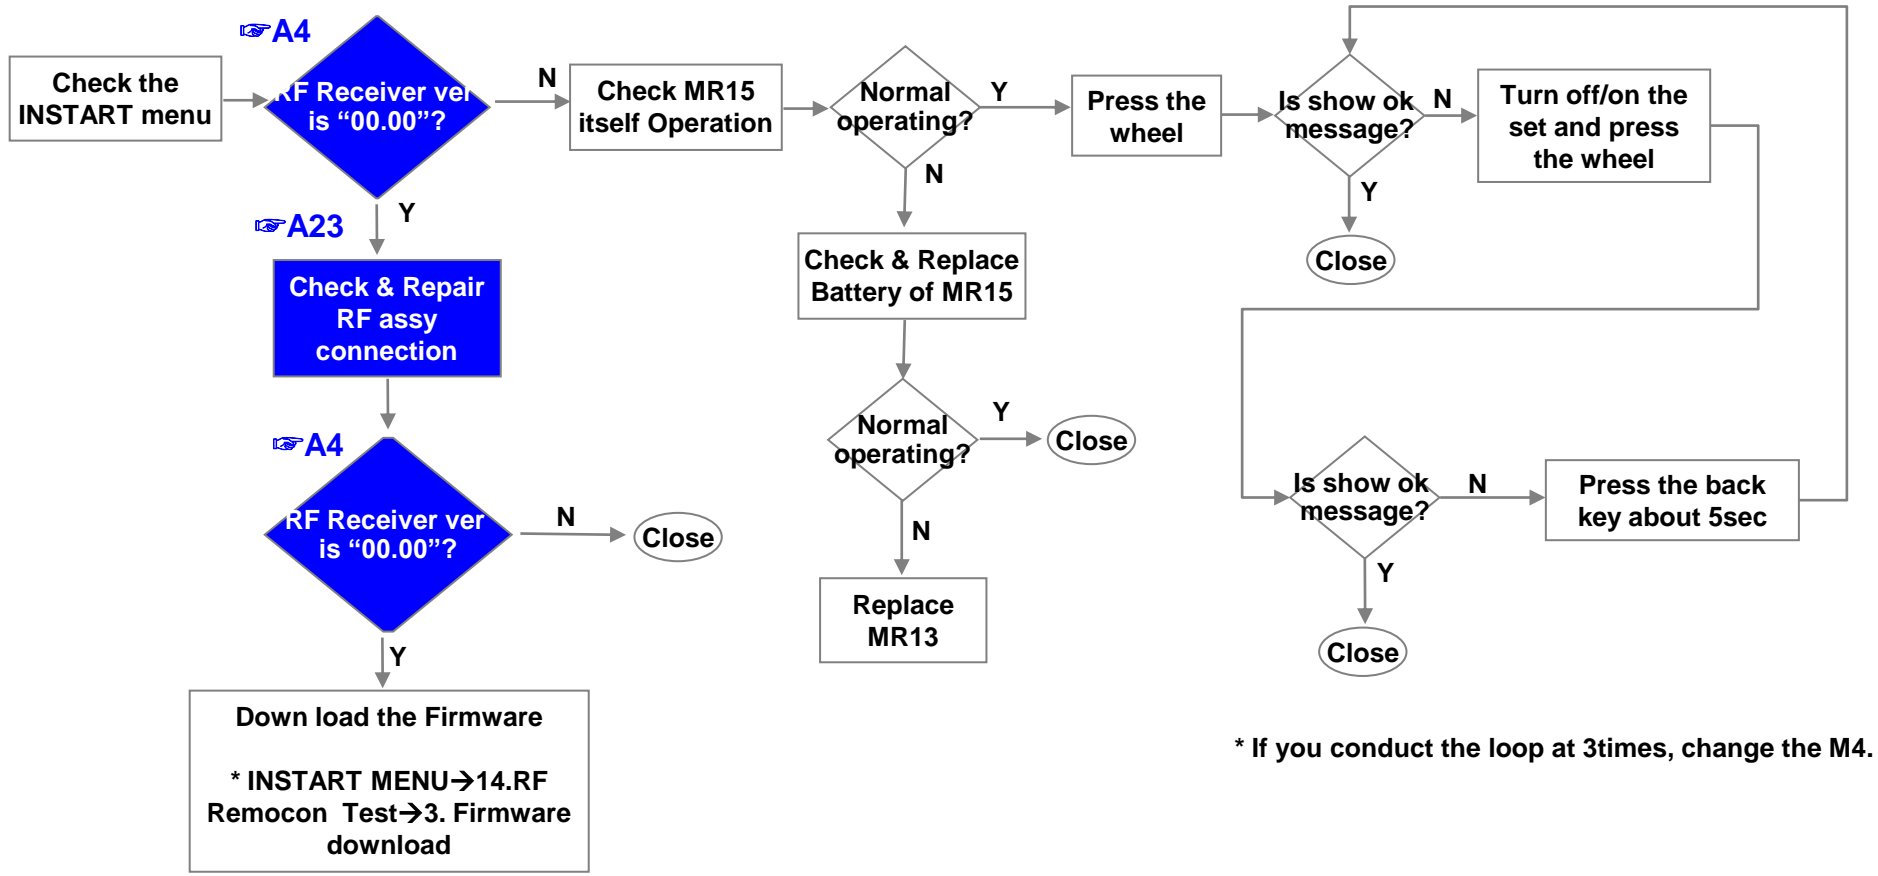 ☞A4
Check the
INSTART menu
RF Receiver ver
is “00.00”?
N
Check MR15
itself Operation
Normal
operating?
Y
Press the
wheel
Is show ok
message?
N
Turn off/on the
set and press
the wheel
Y
☞A23
N
Y
Close
Check & Repair
RF assy
connection
Check & Replace
Battery of MR15
☞A4
RF Receiver ver
is “00.00”?
N
Close
Normal
operating?
Y
Close
Is show ok
message?
N
Press the back
key about 5sec
N
Y
Replace
MR13
Close
Y
Down load the Firmware
* INSTART MENU→14.RF
Remocon Test→3. Firmware
download
* If you conduct the loop at 3times, change the M4.